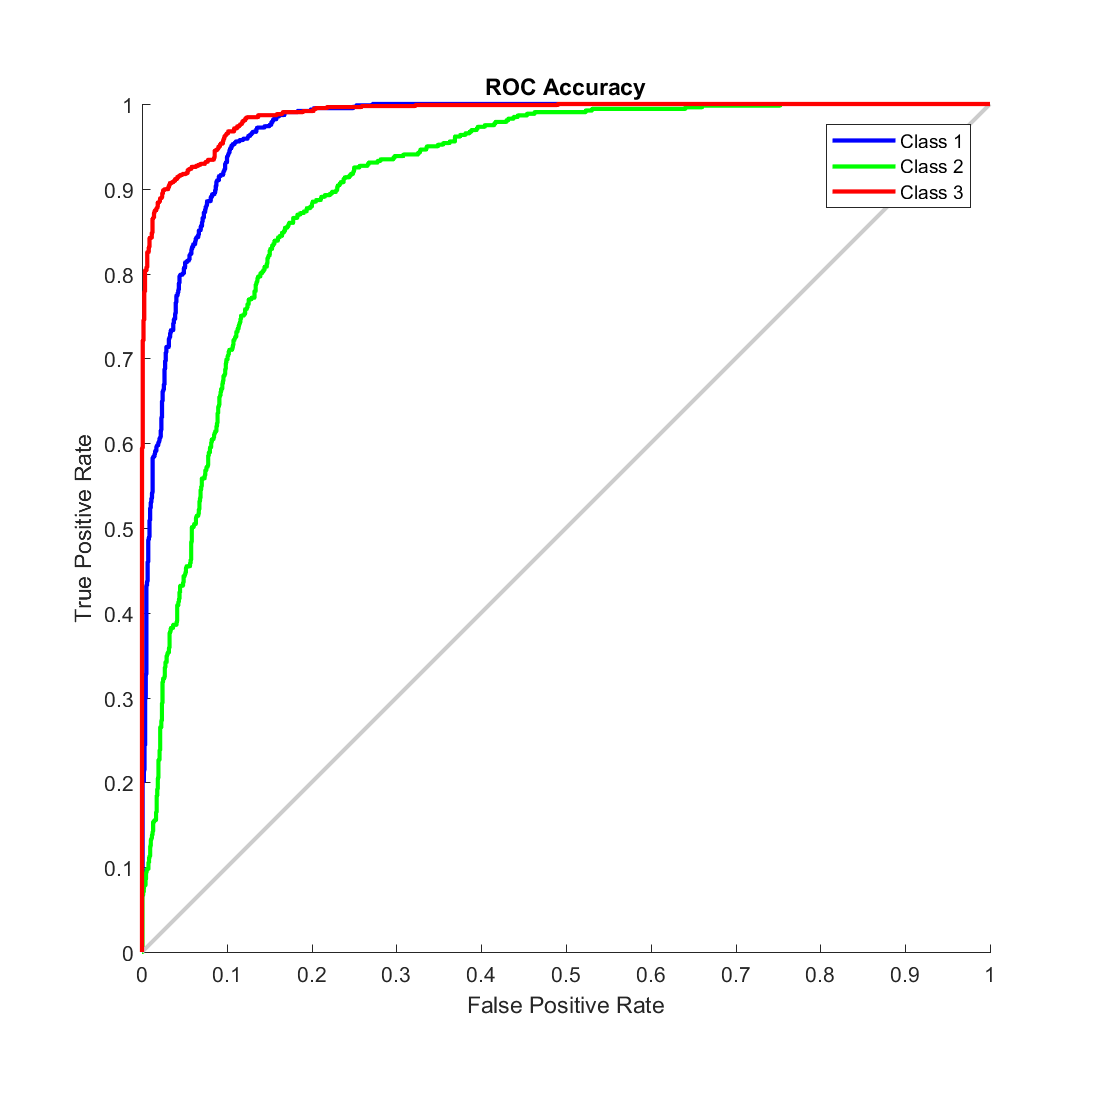 ROC Accuracy
Class 1
Class 2
Class 3
True Positive Rate
1
0.9
0.8
0.7
0.6
0.5
0.4
0.3
0.2
0.1
0
0 0.1 0.2 0.3 0.4 0.5 0.6 0.7 0.8 0.9 1
False Positive Rate